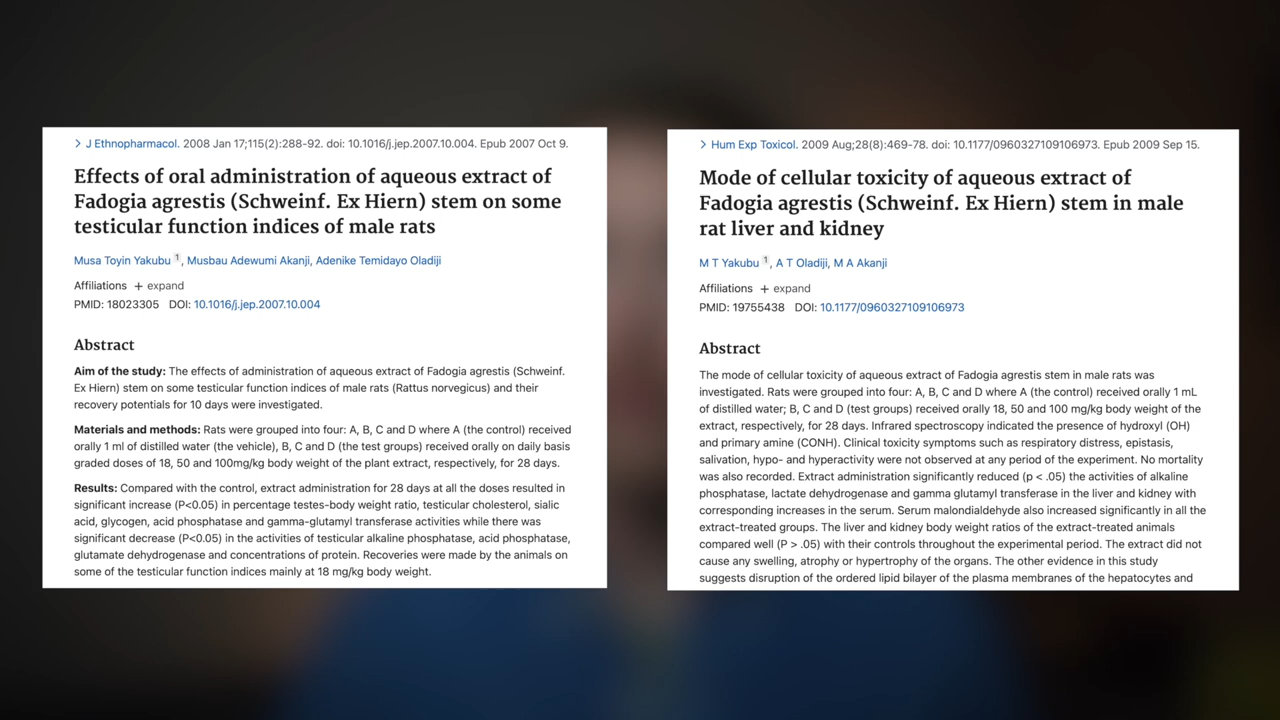 > J Ethnopharmacol. 2008 Jan 17;115(2):288-92. doi: 10.1016/j.jep.2007.10.004. Epub 2007 Oct 9.
Effects of oral administration of aqueous extract of
Fadogia agrestis (Schweinf. Ex Hiern) stem on some
testicular function indices of male rats
Musa Toyin Yakubu 1, Musbau Adewumi Akanji, Adenike Temidayo Oladiji
Affiliations + expand
PMID: 18023305 DOI: 10.1016/j.jep.2007.10.004
Abstract
Aim of the study: The effects of administration of aqueous extract of Fadogia agrestis (Schweinf.
Ex Hiern) stem on some testicular function indices of male rats (Rattus norvegicus) and their
recovery potentials for 10 days were investigated.
Materials and methods: Rats were grouped into four: A, B, C and D where A (the control) received
orally 1 ml of distilled water (the vehicle), B, C and D (the test groups) received orally on daily basis
graded doses of 18, 50 and 100mg/kg body weight of the plant extract, respectively, for 28 days.
Results: Compared with the control, extract administration for 28 days at all the doses resulted in
significant increase (P<0.05) in percentage testes-body weight ratio, testicular cholesterol, sialic
acid, glycogen, acid phosphatase and gamma-glutamyl transferase activities while there was
significant decrease (P<0.05) in the activities of testicular alkaline phosphatase, acid phosphatase,
glutamate dehydrogenase and concentrations of protein. Recoveries were made by the animals on
some of the testicular function indices mainly at 18 mg/kg body weight.
> Hum Exp Toxicol. 2009 Aug;28(8):469-78. doi: 10.1177/0960327109106973. Epub 2009 Sep 15.
Mode of cellular toxicity of aqueous extract of
Fadogia agrestis (Schweinf. Ex Hiern) stem in male
rat liver and kidney
M T Yakubu 1, A T Oladiji, M A Akanji
Affiliations + expand
PMID: 19755438 DOI: 10.1177/0960327109106973
Abstract
The mode of cellular toxicity of aqueous extract of Fadogia agrestis stem in male rats was
investigated. Rats were grouped into four: A, B, C and D where A (the control) received orally 1 mL
of distilled water; B, C and D (test groups) received orally 18, 50 and 100 mg/kg body weight of the
extract, respectively, for 28 days. Infrared spectroscopy indicated the presence of hydroxyl (OH)
and primary amine (CONH). Clinical toxicity symptoms such as respiratory distress, epistasis,
salivation, hypo- and hyperactivity were not observed at any period of the experiment. No mortality
was also recorded. Extract administration significantly reduced (p < .05) the activities of alkaline
phosphatase, lactate dehydrogenase and gamma glutamyl transferase in the liver and kidney with
corresponding increases in the serum. Serum malondialdehyde also increased significantly in all the
extract-treated groups. The liver and kidney body weight ratios of the extract-treated animals
compared well (P > .05) with their controls throughout the experimental period. The extract did not
cause any swelling, atrophy or hypertrophy of the organs. The other evidence in this study
suggests disruption of the ordered lipid bilayer of the plasma membranes of the hepatocytes and